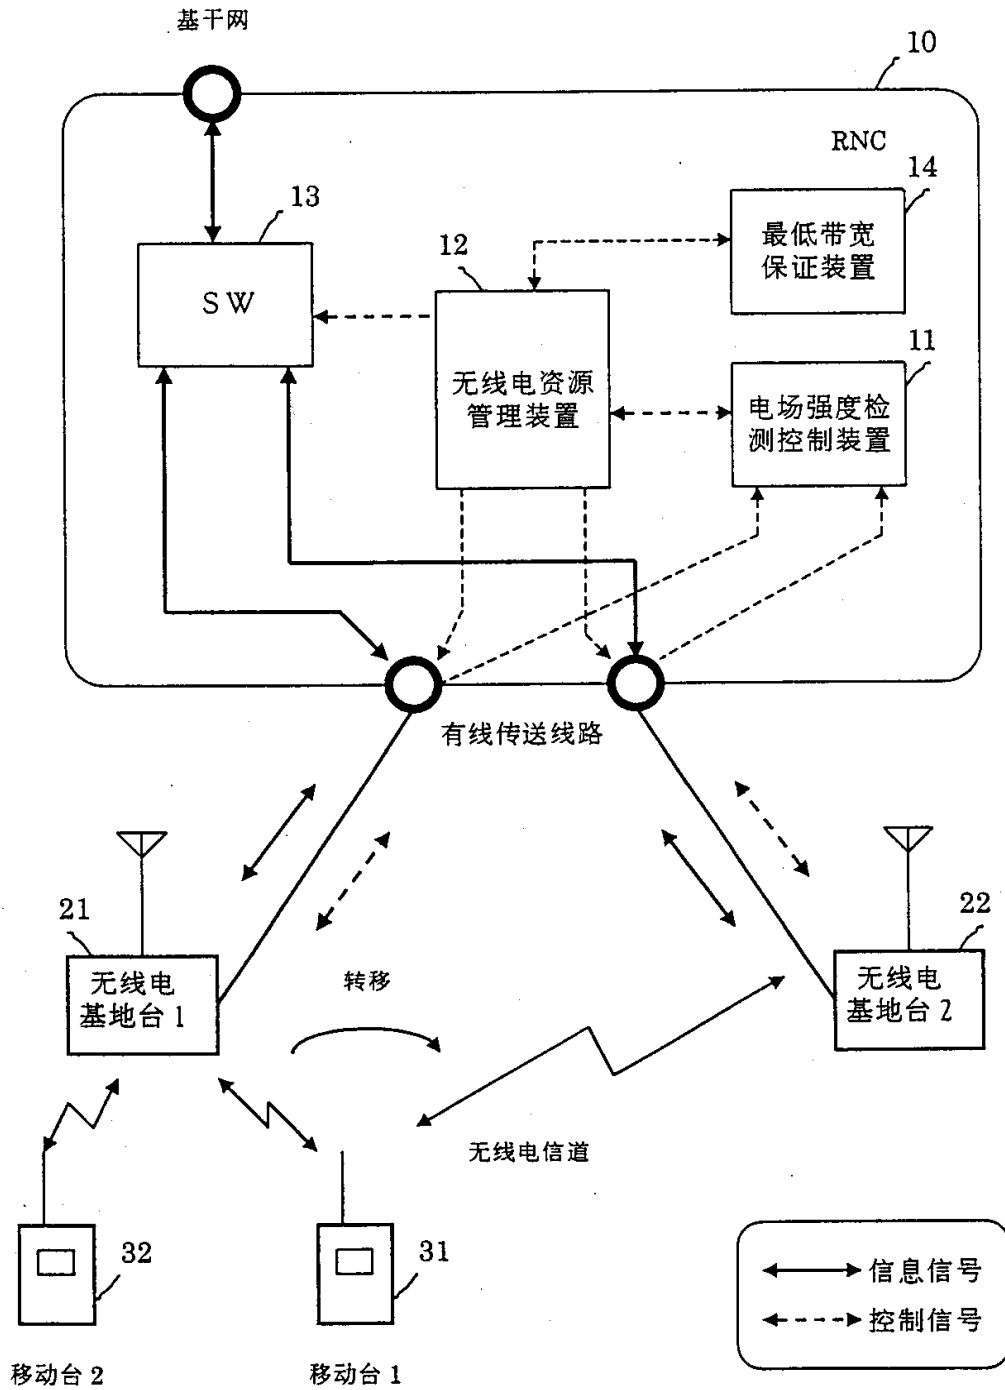 基干网
10
RNC
14
13
最低带宽
保证装置
12
SW
11
无线电资源
管理装置
电场强度检
测控制装置
有线传送线路
21
22
无线电
基地台1
转移
无线电
基地台2
无线电信道
32
31
信息信号
控制信号
移动台2
移动台1